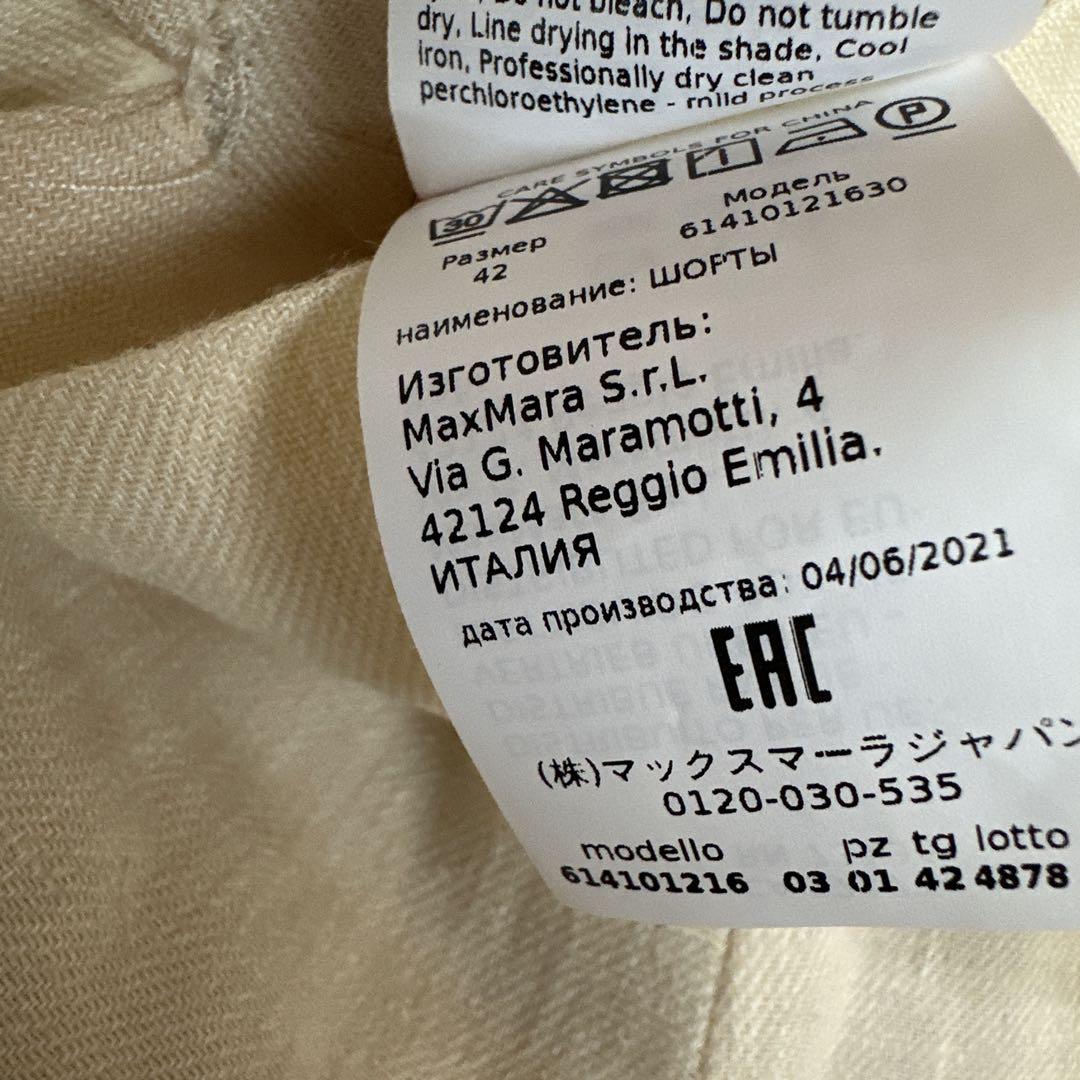 Do not bleach, Do not tumble
dry, Line drying in the shade, Cool
iron, Professionally dry clean
perchloroethylene - mild process
CARE SYMBOLS FOR CHINA
30 P
Размер
42
Модель
61410121630
наименование: ШОРТЫ
Изготовитель:
MaxMara S.r.L.
Via G. Maramotti, 4
42124 Reggio Emilia.
ИТАЛИЯ
дата производства: 04/06/2021
EAC
(株)マックスマーラジャパン
0120-030-535
modello pz tg lotto
614101216 03 01 42 4878